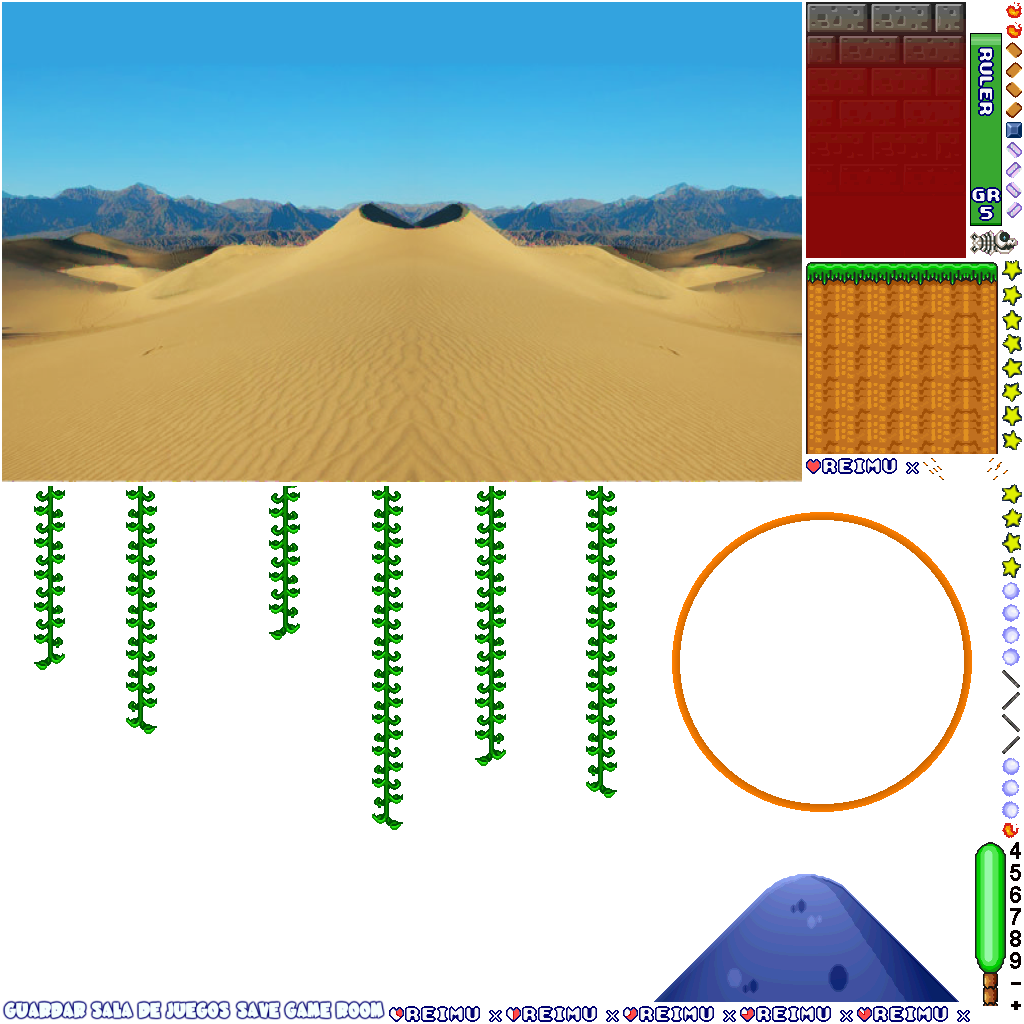 RULER
GR
5
♥REIMU x
4
5
6
7
8
9
-
+
GUARDAR SALA DE JUEGOS SAVE GAME ROOM ♥REIMU x ♥REIMU x ♥REIMU x ♥REIMU x ♥REIMU x